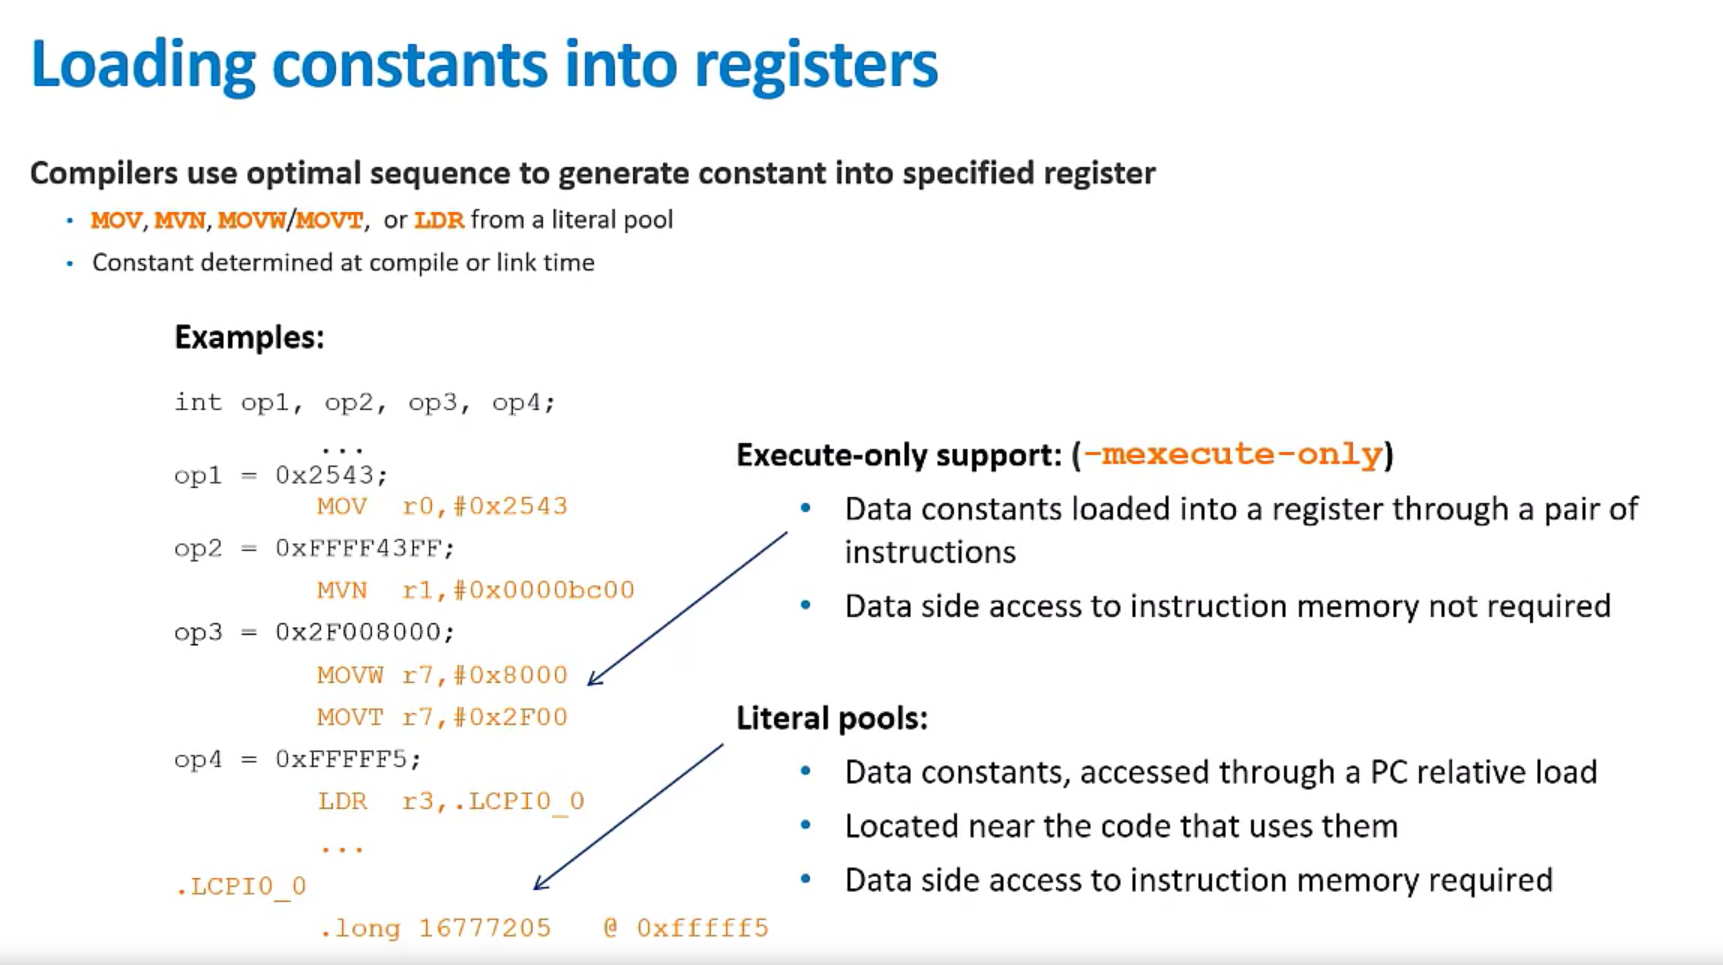 Loading constants into registers
Compilers use optimal sequence to generate constant into specified register
• MOV, MVN, MOVW/MOVT, or LDR from a literal pool
• Constant determined at compile or link time
Examples:
int op1, op2, op3, op4;
...
op1 = 0x2543;
MOV r0,#0x2543
op2 = 0xFFFF43FF;
MVN r1,#0x0000bc00
op3 = 0x2F008000;
MOVW r7,#0x8000
MOVT r7,#0x2F00
op4 = 0xFFFFF5;
LDR r3,.LCPI0_0
...
.LCPI0_0
.long 16777205 @ 0xfffff5
Execute-only support: (-mexecute-only)
• Data constants loaded into a register through a pair of
instructions
• Data side access to instruction memory not required
Literal pools:
• Data constants, accessed through a PC relative load
• Located near the code that uses them
• Data side access to instruction memory required